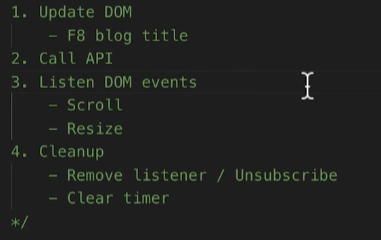 1. Update DOM
- F8 blog title
2. Call API
3. Listen DOM events
- Scroll
- Resize
4. Cleanup
- Remove listener / Unsubscribe
- Clear timer
*/